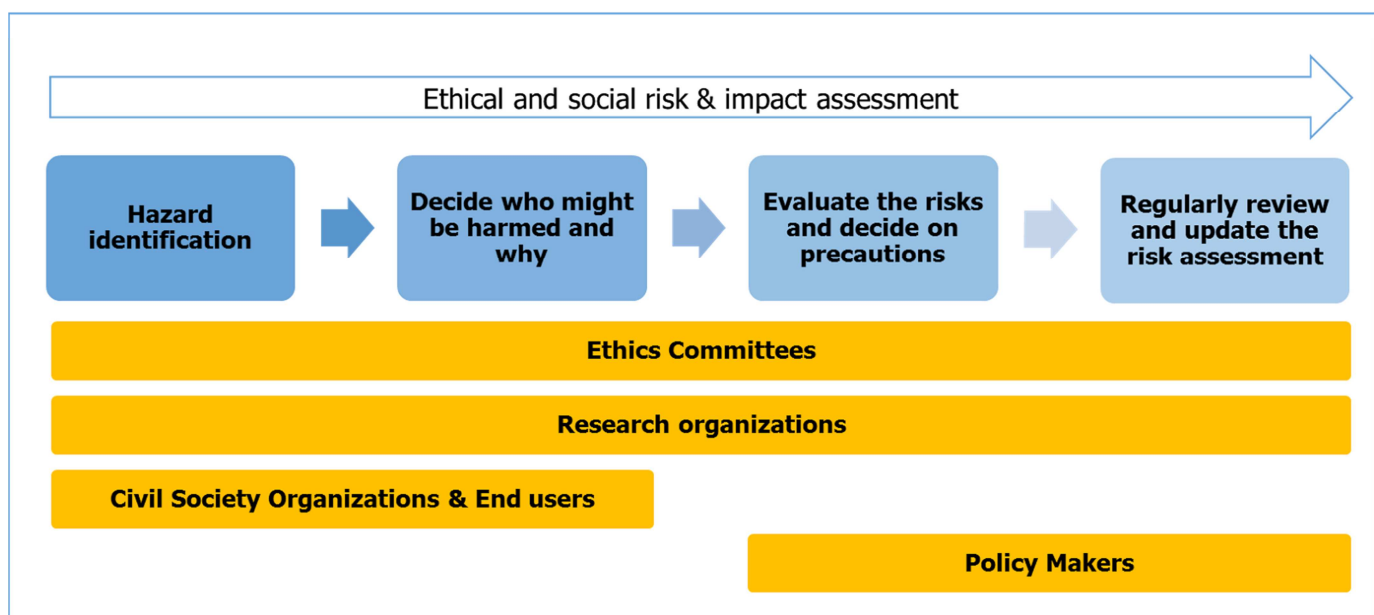 Ethical and social risk & impact assessment
Hazard
identification
Decide who might
be harmed and
why
Evaluate the risks
and decide on
precautions
Regularly review
and update the
risk assessment
Ethics Committees
Research organizations
Civil Society Organizations & End users
Policy Makers